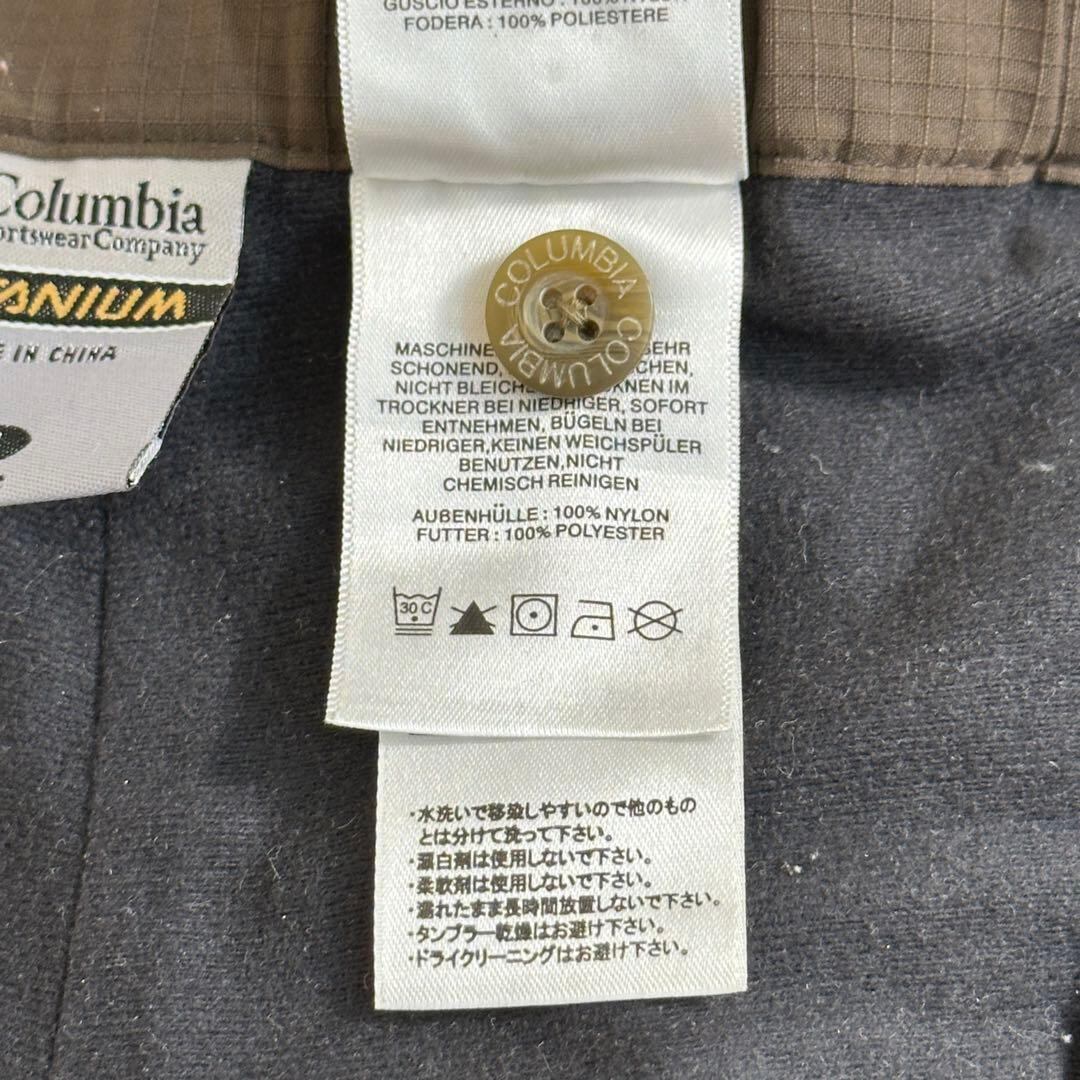 GUSCIO ESTERNO : 100% NYLON
FODERA : 100% POLIESTERE
Columbia
ortswear Company
TANIUM
E IN CHINA
COLUMBIA COLUMBIA
MASCHINE SEHR
SCHONEND, CHEN,
NICHT BLEICHE KNEN IM
TROCKNER BEI NIEDRIGER, SOFORT
ENTNEHMEN, BÜGELN BEI
NIEDRIGER,KEINEN WEICHSPÜLER
BENUTZEN,NICHT
CHEMISCH REINIGEN
AUßENHÜLLE : 100% NYLON
FUTTER : 100% POLYESTER
30 C
・水洗いで移染しやすいので他のもの
とは分けて洗って下さい。
・漂白剤は使用しないで下さい。
・柔軟剤は使用しないで下さい。
・濡れたまま長時間放置しないで下さい。
・タンブラー乾燥はお避け下さい。
・ドライクリーニングはお避け下さい。